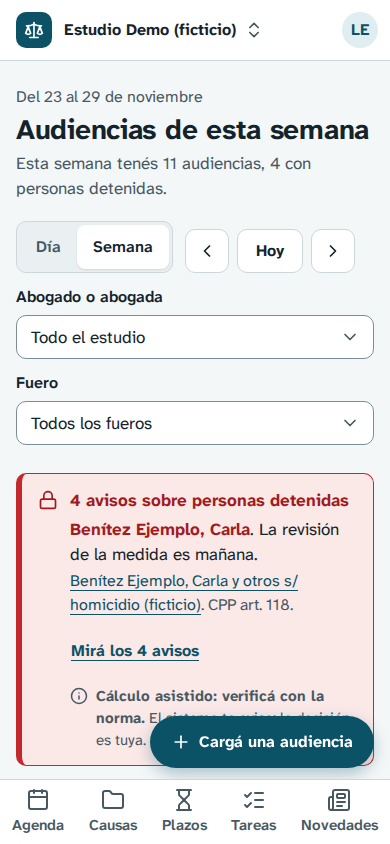 Estudio Demo (ficticio)
LE
Del 23 al 29 de noviembre
Audiencias de esta semana
Esta semana tenés 11 audiencias, 4 con
personas detenidas.
Día
Semana
Hoy
Abogado o abogada
Todo el estudio
Fuero
Todos los fueros
4 avisos sobre personas detenidas
Benítez Ejemplo, Carla. La revisión
de la medida es mañana.
Benítez Ejemplo, Carla y otros s/
homicidio (ficticio). CPP art. 118.
Mirá los 4 avisos
Cálculo asistido: verificá con la
norma. El
es tuya.
Cargá una audiencia
Agenda
Causas
Plazos
Tareas
Novedades